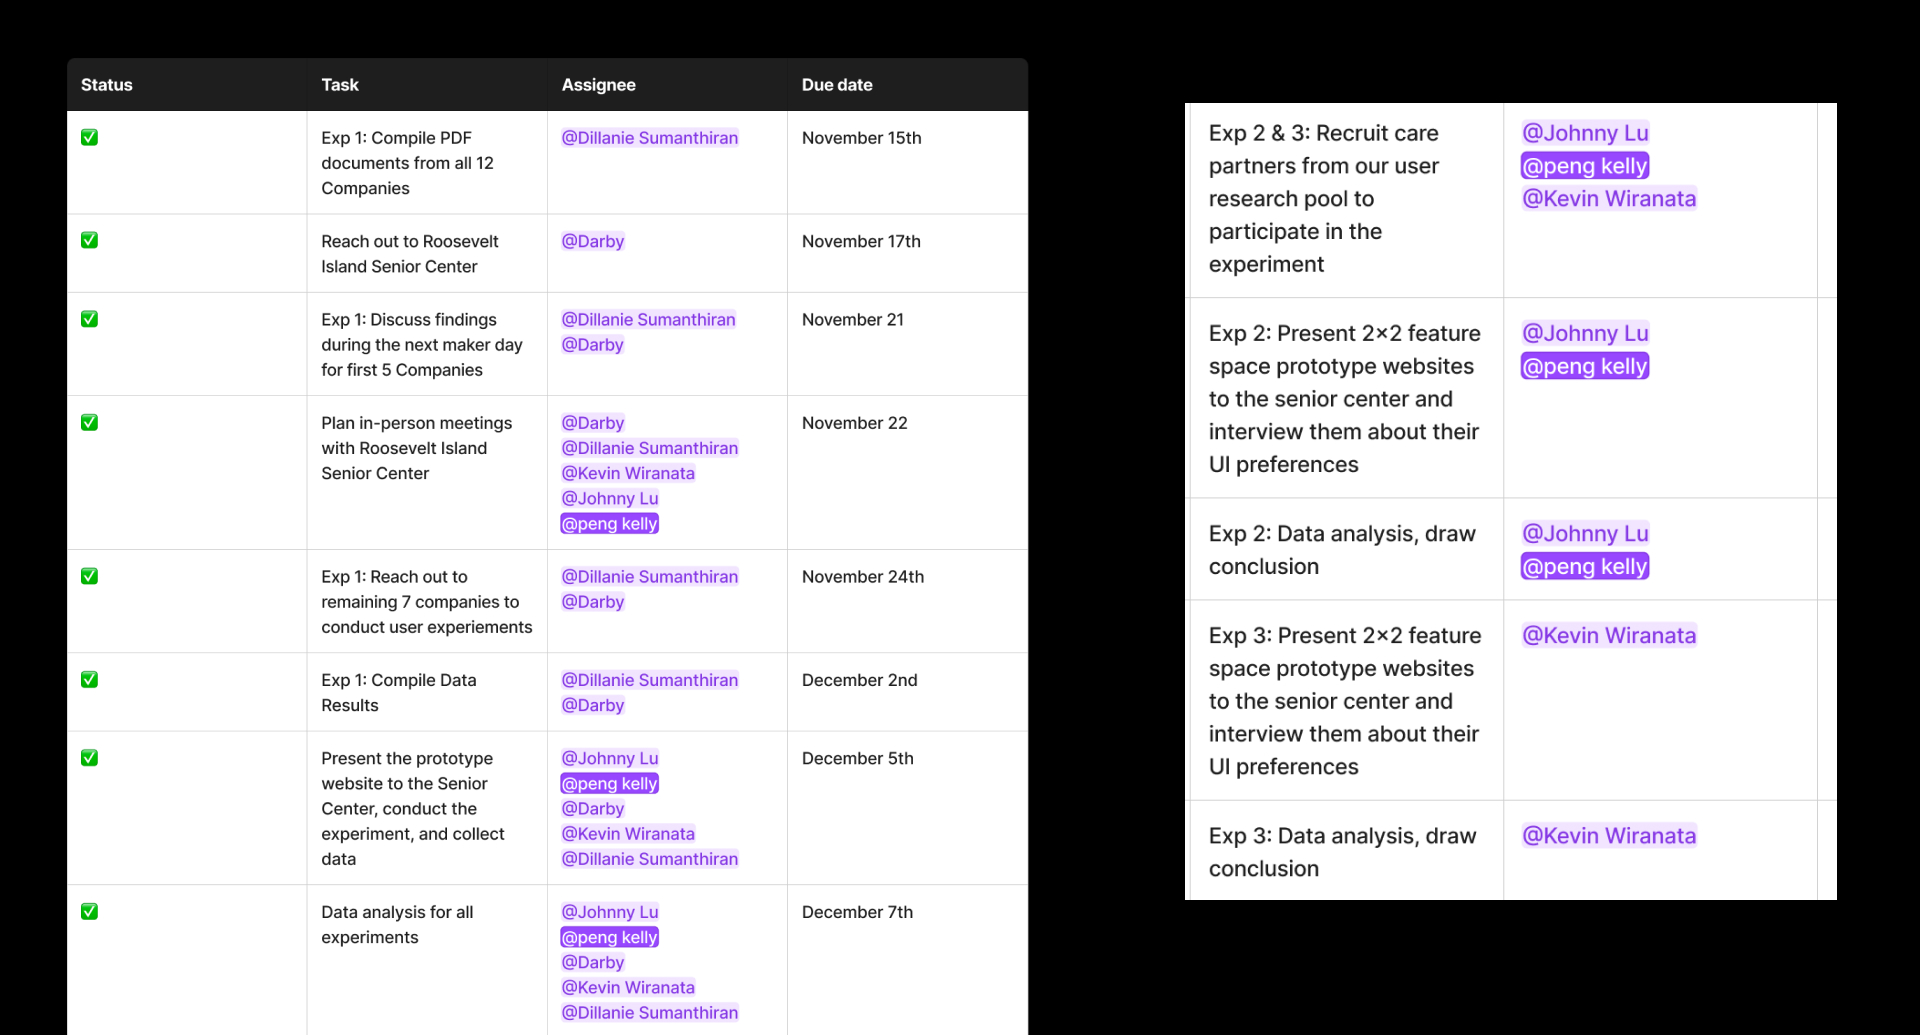 Status Task Assignee Due date
✅ Exp 1: Compile PDF @Dillanie Sumanthiran November 15th
documents from all 12
Companies
✅ Reach out to Roosevelt @Darby November 17th
Island Senior Center
✅ Exp 1: Discuss findings @Dillanie Sumanthiran November 21
during the next maker day @Darby
for first 5 Companies
✅ Plan in-person meetings @Darby November 22
with Roosevelt Island @Dillanie Sumanthiran
Senior Center @Kevin Wiranata
@Johnny Lu
@peng kelly
✅ Exp 1: Reach out to @Dillanie Sumanthiran November 24th
remaining 7 companies to @Darby
conduct user experiements
✅ Exp 1: Compile Data @Dillanie Sumanthiran December 2nd
Results @Darby
✅ Present the prototype @Johnny Lu December 5th
website to the Senior @peng kelly
Center, conduct the @Darby
experiment, and collect @Kevin Wiranata
data @Dillanie Sumanthiran
✅ Data analysis for all @Johnny Lu December 7th
experiments @peng kelly
@Darby
@Kevin Wiranata
@Dillanie Sumanthiran
Exp 2 & 3: Recruit care @Johnny Lu
partners from our user @peng kelly
research pool to @Kevin Wiranata
participate in the
experiment
Exp 2: Present 2×2 feature @Johnny Lu
space prototype websites @peng kelly
to the senior center and
interview them about their
UI preferences
Exp 2: Data analysis, draw @Johnny Lu
conclusion @peng kelly
Exp 3: Present 2×2 feature @Kevin Wiranata
space prototype websites
to the senior center and
interview them about their
UI preferences
Exp 3: Data analysis, draw @Kevin Wiranata
conclusion